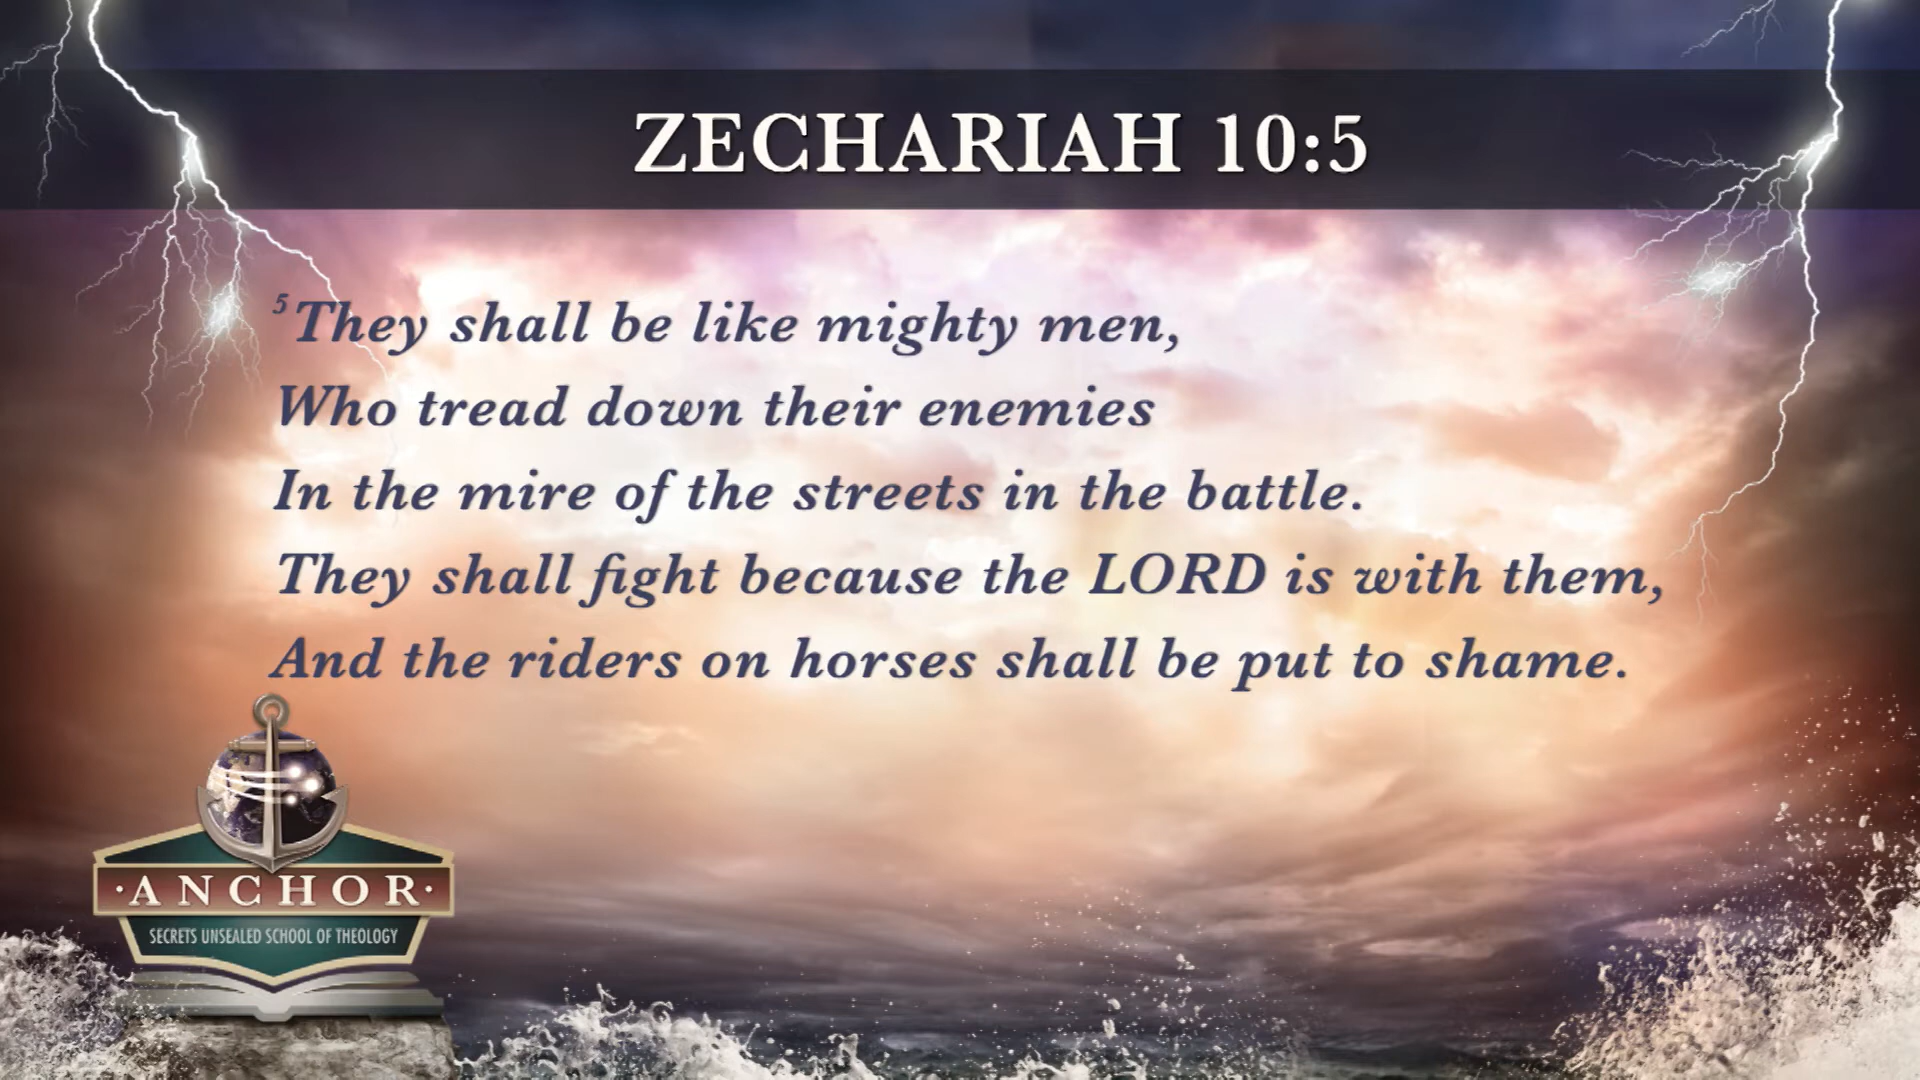 ZECHARIAH 10:5
5 They shall be like mighty men,
Who tread down their enemies
In the mire of the streets in the battle.
They shall fight because the LORD is with them,
And the riders on horses shall be put to shame.
·ANCHOR·
SECRETS UNSEALED SCHOOL OF THEOLOGY